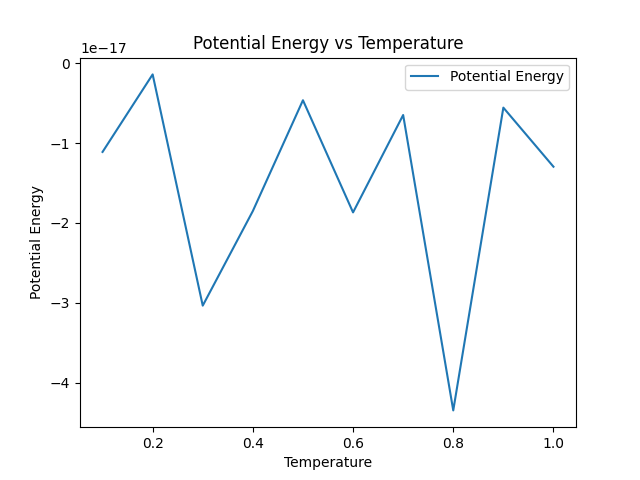 Potential Energy vs Temperature
1e−17
Potential Energy
0
−1
−2
−3
−4
Potential Energy
0.2 0.4 0.6 0.8 1.0
Temperature